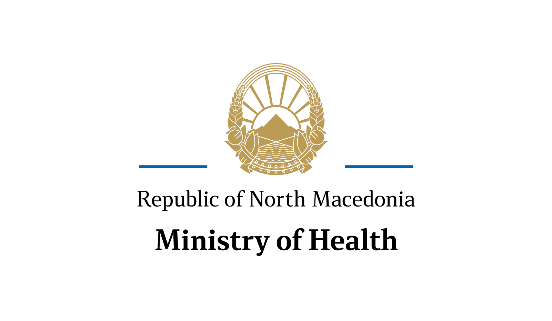 Republic of North Macedonia
Ministry of Health